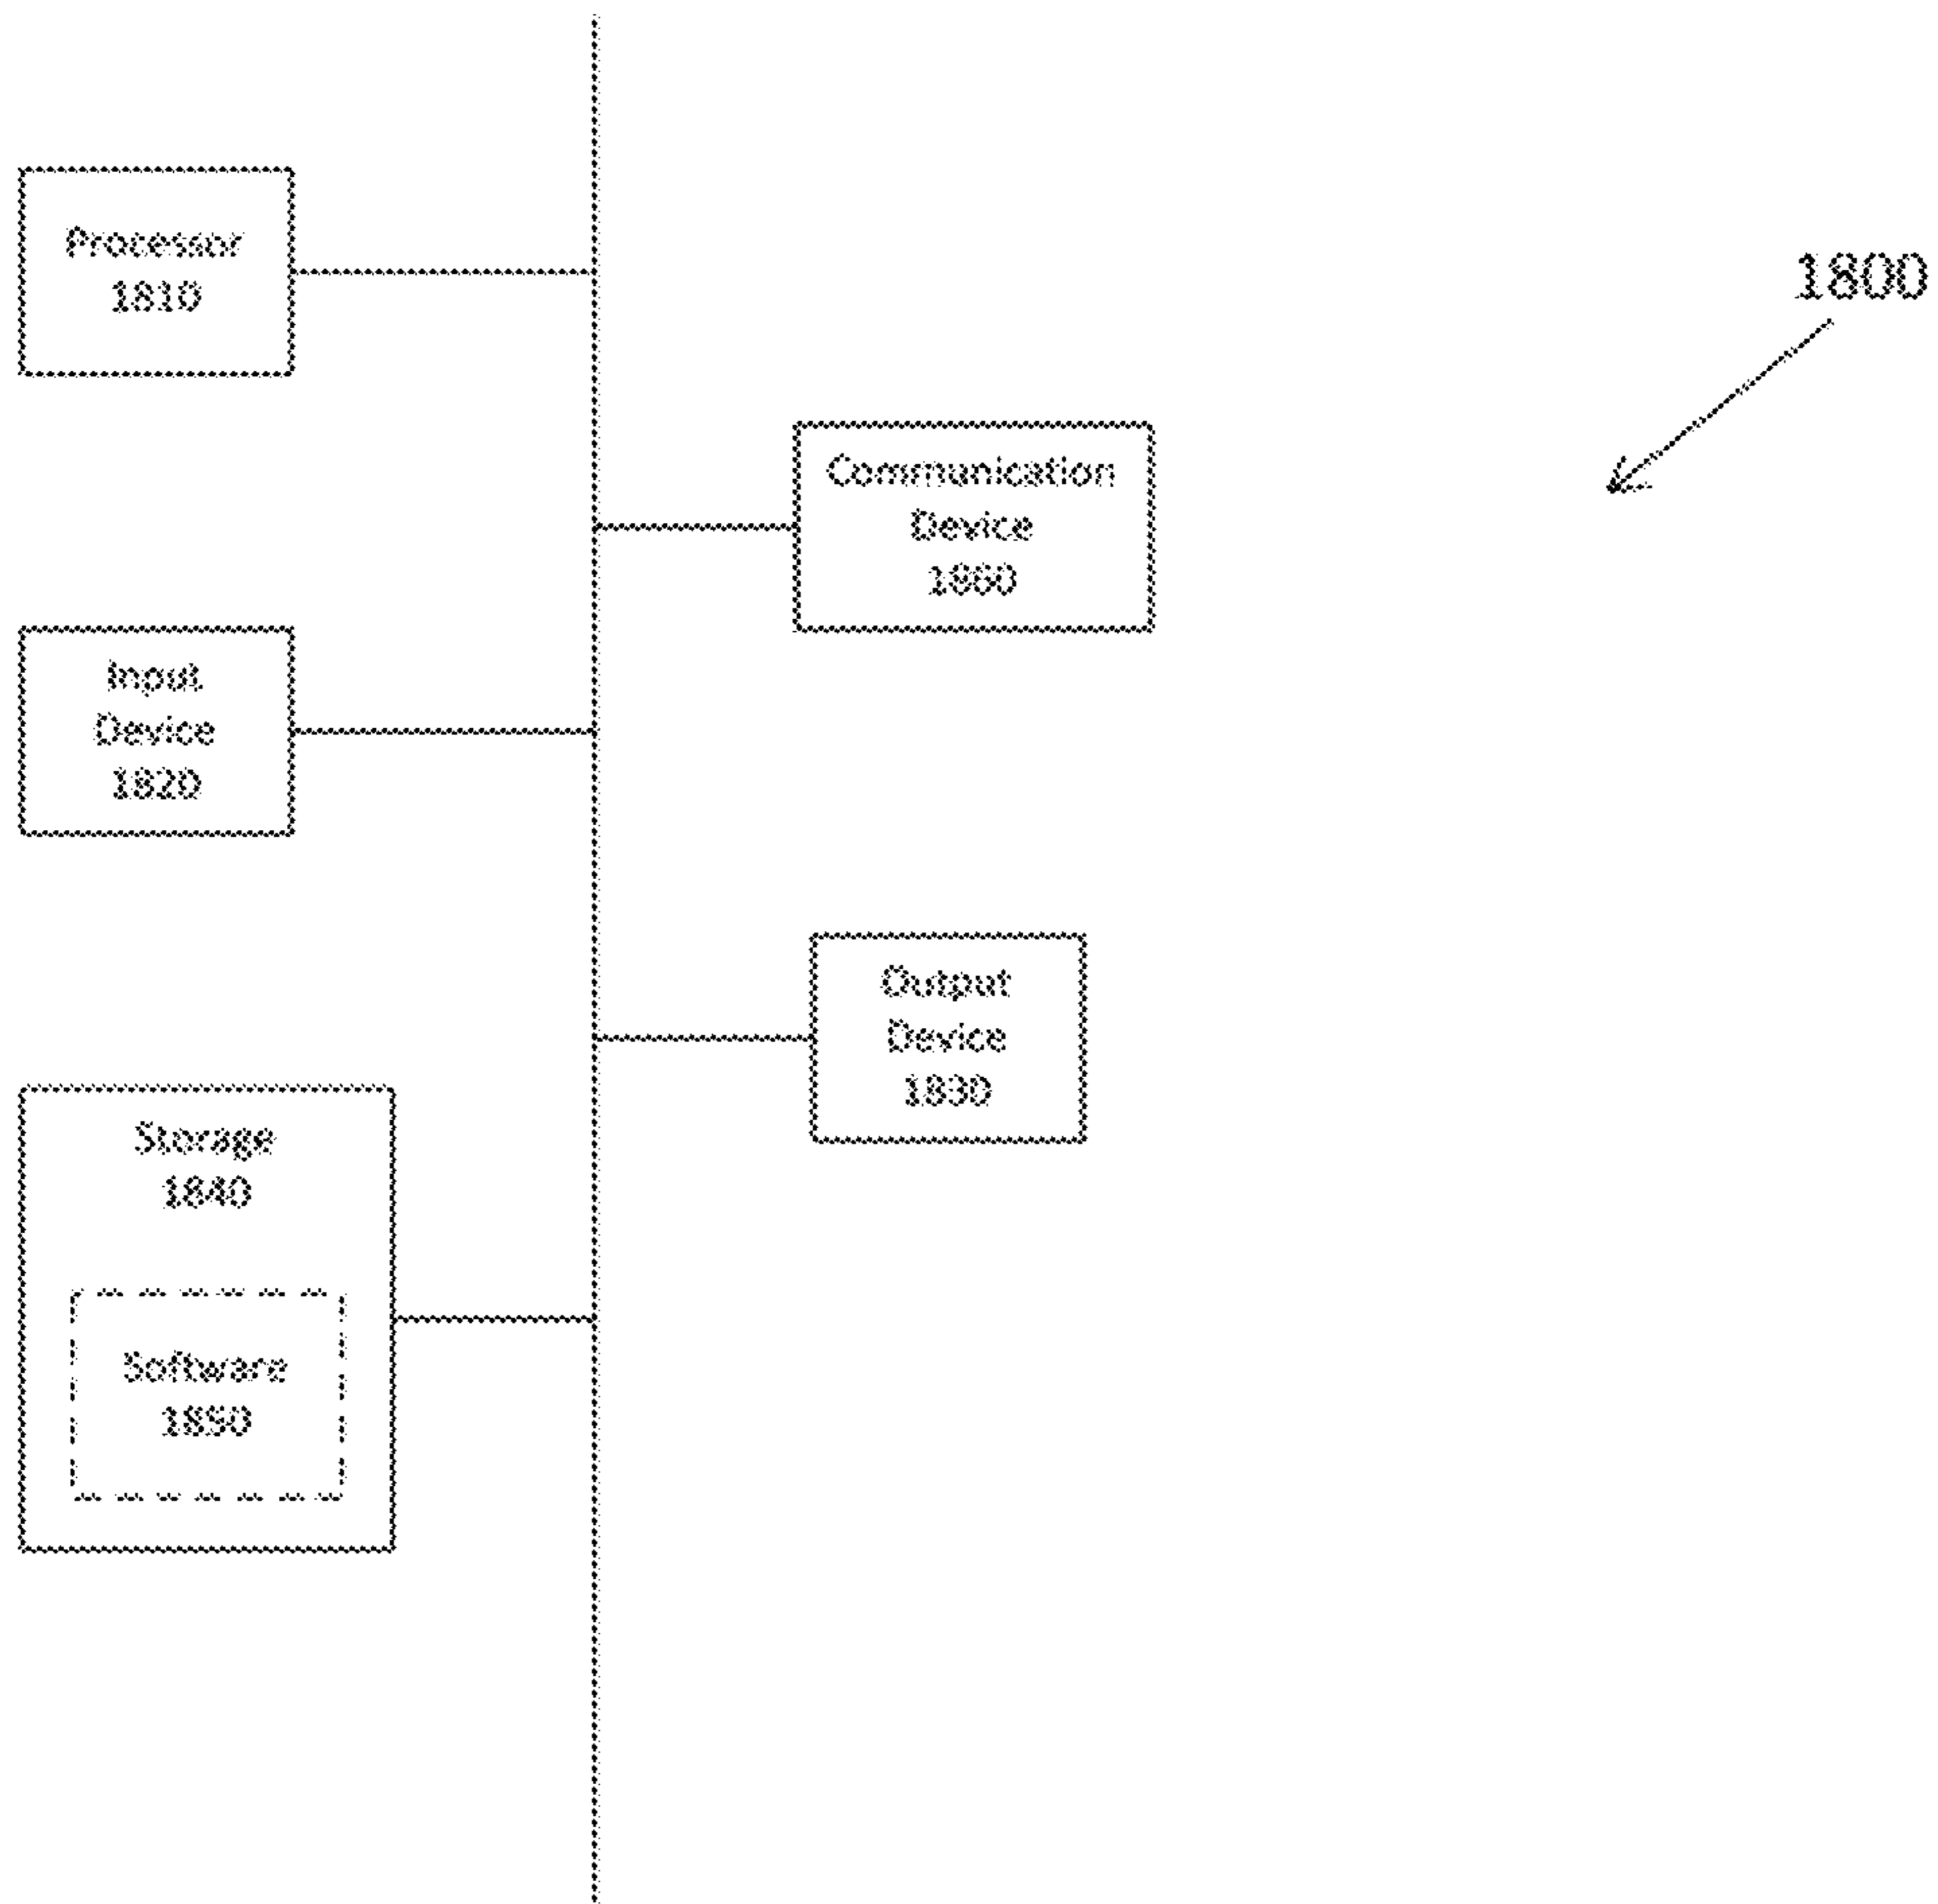 Processor
1810
1800
Communication
Device
1860
Input
Device
1820
Output
Device
1830
Storage
1840
Software
1850